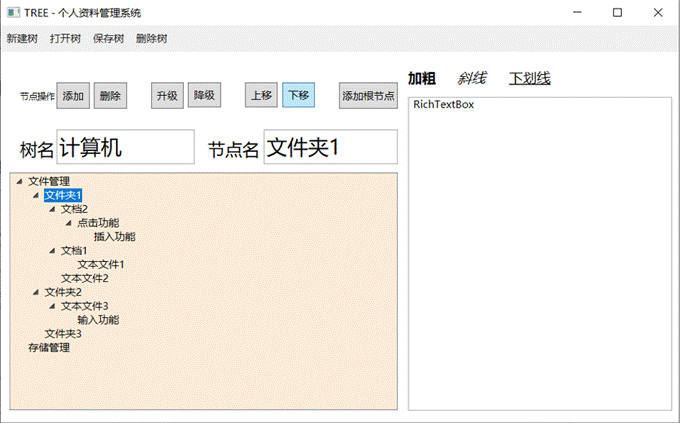 TREE - 个人资料管理系统
新建树 打开树 保存树 删除树
节点操作 添加 删除 升级 降级 上移 下移 添加根节点
树名 计算机 节点名 文件夹1
文件管理
文件夹1
文档2
点击功能
插入功能
文档1
文本文件1
文本文件2
文件夹2
文本文件3
输入功能
文件夹3
存储管理
加粗 斜线 下划线
RichTextBox